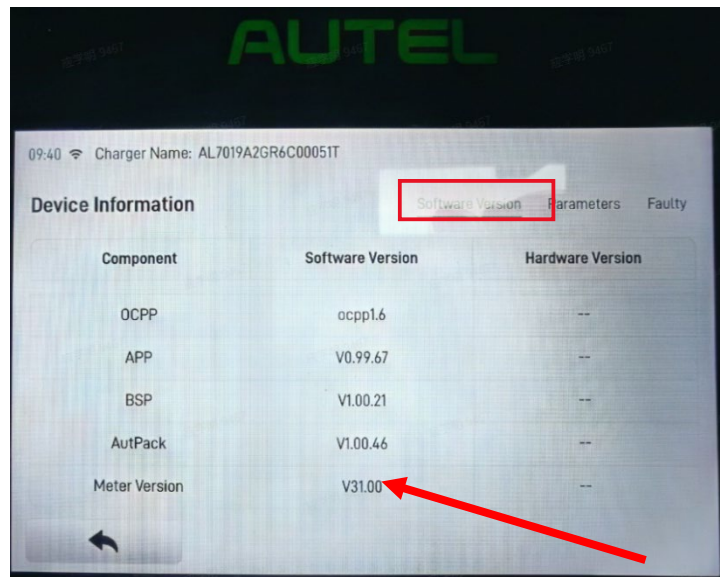 AUTEL
09:40 Charger Name: AL7019A2GR6C00051T
Device Information Software Version Parameters Faulty
Component Software Version Hardware Version
OCPP ocpp1.6 --
APP V0.99.67 --
BSP V1.00.21 --
AutPack V1.00.46 --
Meter Version V31.00 --